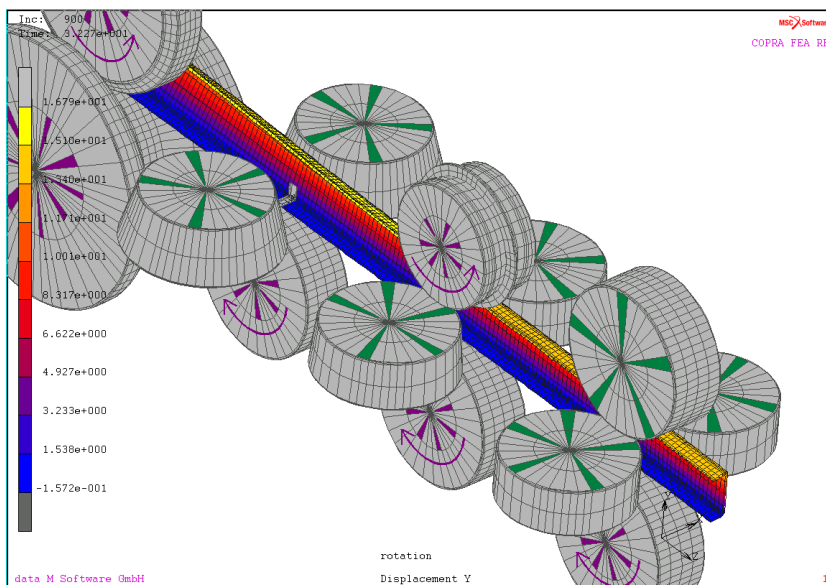 Inc: 900
Time: 3.227e+001
MSC Software
COPRA FEA RF
1.679e+001
1.510e+001
1.340e+001
1.171e+001
1.001e+001
8.317e+000
6.622e+000
4.927e+000
3.233e+000
1.538e+000
-1.572e-001
Y
Z
rotation
data M Software GmbH
Displacement Y
1